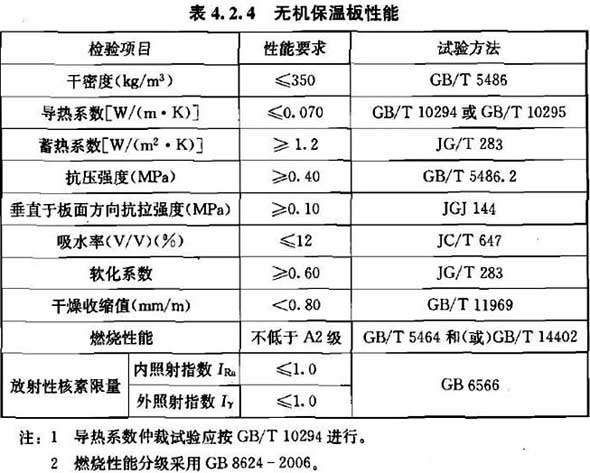 表 4.2.4 无机保温板性能
检验项目 性能要求 试验方法
干密度(kg/m³) ≤350 GB/T 5486
导热系数[W/(m·K)] ≤0.070 GB/T 10294 或 GB/T 10295
蓄热系数[W/(m²·K)] ≥1.2 JG/T 283
抗压强度(MPa) ≥0.40 GB/T 5486.2
垂直于板面方向抗拉强度(MPa) ≥0.10 JGJ 144
吸水率(V/V)(%) ≤12 JC/T 647
软化系数 ≥0.60 JG/T 283
干燥收缩值(mm/m) <0.80 GB/T 11969
燃烧性能 不低于 A2 级 GB/T 5464 和(或)GB/T 14402
放射性核素限量 内照射指数 I_Ra ≤1.0 GB 6566
外照射指数 I_γ ≤1.0
注：1 导热系数仲裁试验应按 GB/T 10294 进行。
2 燃烧性能分级采用 GB 8624-2006。